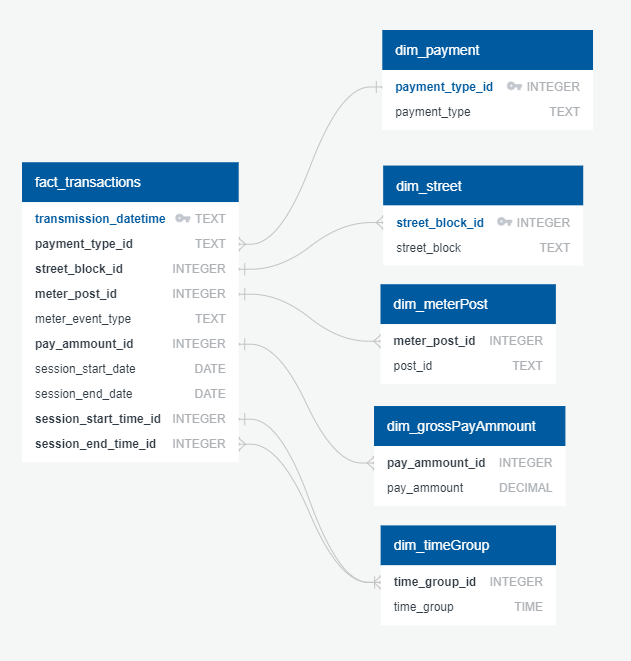 fact_transactions
transmission_datetime TEXT
payment_type_id TEXT
street_block_id INTEGER
meter_post_id INTEGER
meter_event_type TEXT
pay_ammount_id INTEGER
session_start_date DATE
session_end_date DATE
session_start_time_id INTEGER
session_end_time_id INTEGER
dim_payment
payment_type_id INTEGER
payment_type TEXT
dim_street
street_block_id INTEGER
street_block TEXT
dim_meterPost
meter_post_id INTEGER
post_id TEXT
dim_grossPayAmmount
pay_ammount_id INTEGER
pay_ammount DECIMAL
dim_timeGroup
time_group_id INTEGER
time_group TIME